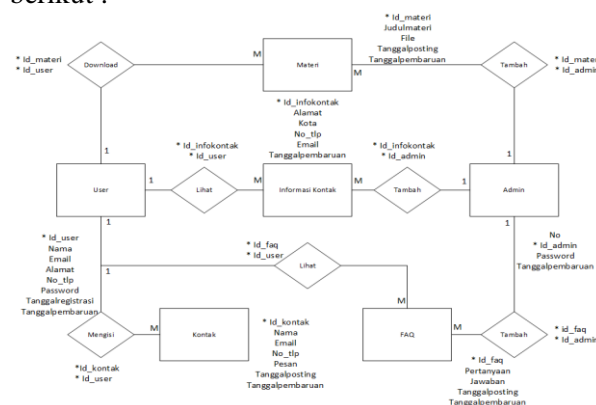 berikut :
* Id_materi
Judulmateri
File
Tanggalposting
Tanggalpembaruan
* Id_materi
* Id_user
Download
M
Materi
M
Tambah
* Id_materi
* Id_admin
* Id_infokontak
Alamat
Kota
No_tlp
Email
Tanggalpembaruan
* Id_infokontak
* Id_user
* Id_infokontak
* Id_admin
1
1
User
1
Lihat
M
Informasi Kontak
M
Tambah
1
Admin
1
1
* Id_user
Nama
Email
Alamat
No_tlp
Password
Tanggalregistrasi
Tanggalpembaruan
1
* Id_faq
* Id_user
Lihat
No
* Id_admin
Password
Tanggalpembaruan
M
Mengisi
M
Kontak
* Id_kontak
Nama
Email
No_tlp
Pesan
Tanggalposting
Tanggalpembaruan
FAQ
M
Tambah
* id_faq
* Id_admin
*Id_kontak
* Id_user
* Id_faq
Pertanyaan
Jawaban
Tanggalposting
Tanggalpembaruan